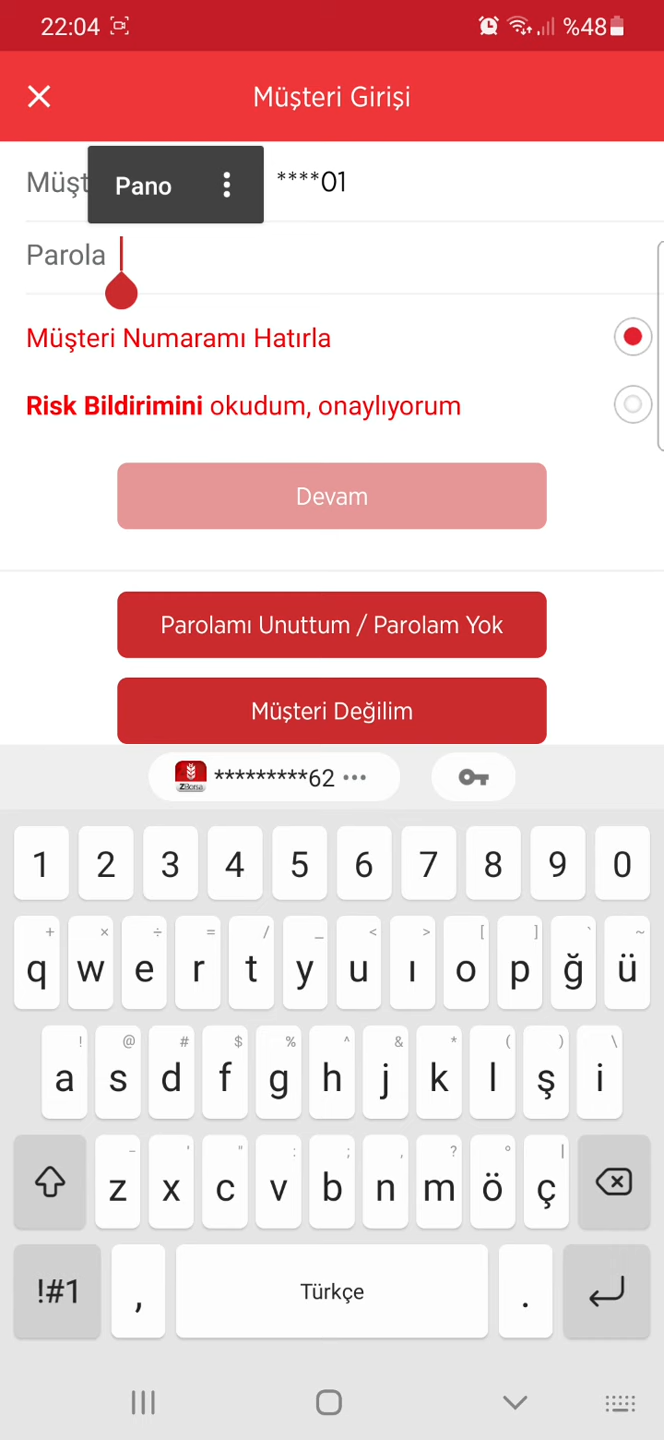 22:04 %48
Müşteri Girişi
Müşt ****01
Pano
Parola
Müşteri Numaramı Hatırla
Risk Bildirimini okudum, onaylıyorum
Devam
Parolamı Unuttum / Parolam Yok
Müşteri Değilim
ZBorsa *********62 •••
1 2 3 4 5 6 7 8 9 0
+ × ÷ = / _ < > [ ] ` ~
q w e r t y u ı o p ğ ü
! @ # $ % ^ & * ( ) \
a s d f g h j k l ş i
- ' " : ; , ? ° |
z x c v b n m ö ç
!#1 , Türkçe .